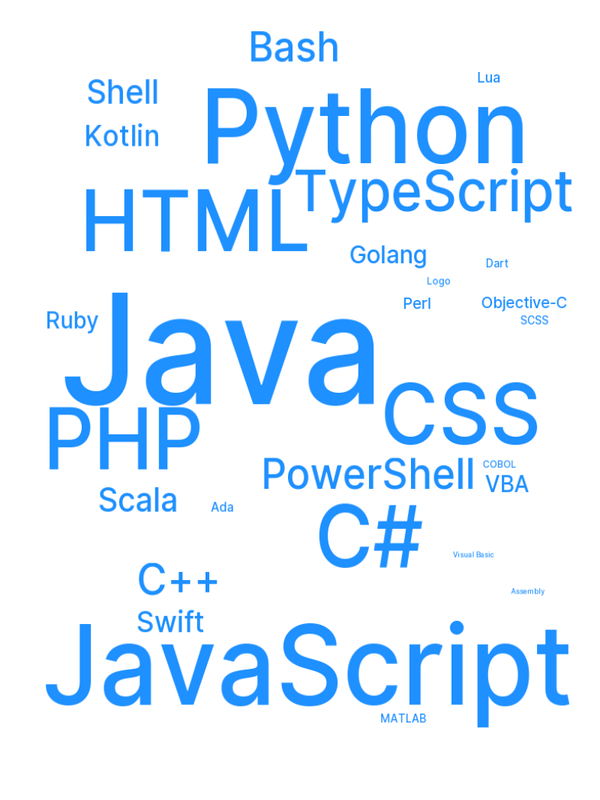 Bash
Lua
Shell
Python
Kotlin
TypeScript
HTML
Golang
Dart
Logo
Perl
Objective-C
Ruby
SCSS
Java
CSS
PHP
PowerShell
COBOL
VBA
Scala
Ada
C#
Visual Basic
C++
Assembly
Swift
JavaScript
MATLAB